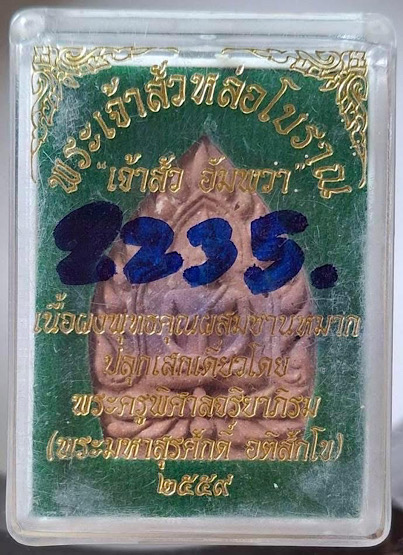 พระเจ้าสัวหล่อโบราณ
"เจ้าสัว อัมพวา"
2.235.
เนื้อผงพุทธคุณผสมชานหมาก
ปลุกเสกเดี่ยวโดย
พระครูพิศาลจริยาภิรม
(พระมหาสุรศักดิ์ อติสักโข)
๒๕๕๙